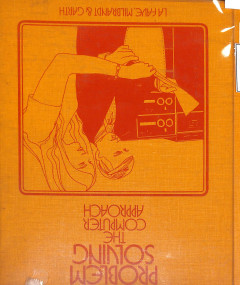 PROBLEM
SOLVING
THE
COMPUTER
APPROACH
LA FAVE, MILBRANDT & GARTH